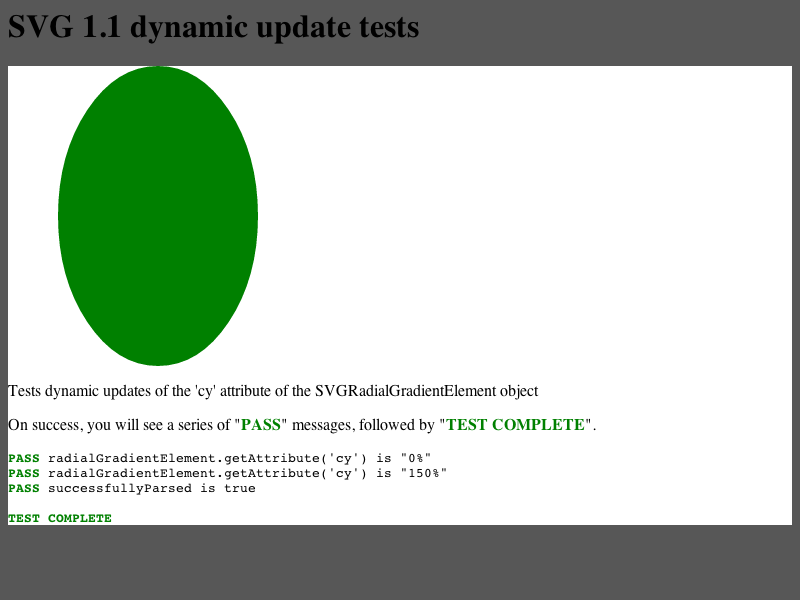 SVG 1.1 dynamic update tests
Tests dynamic updates of the 'cy' attribute of the SVGRadialGradientElement object
On success, you will see a series of "PASS" messages, followed by "TEST COMPLETE".
PASS radialGradientElement.getAttribute('cy') is "0%"
PASS radialGradientElement.getAttribute('cy') is "150%"
PASS successfullyParsed is true
TEST COMPLETE